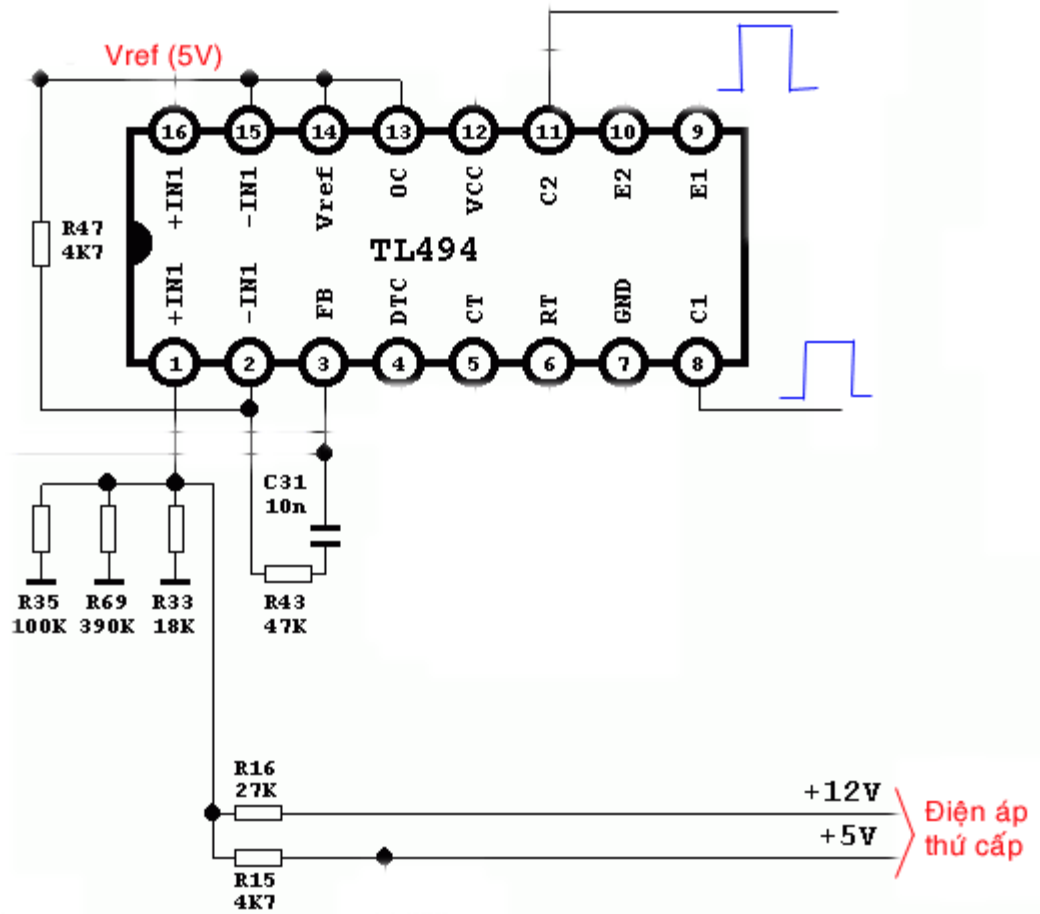 Vref (5V)
16 15 14 13 12 11 10 9
+IN1 -IN1 Vref OC VCC C2 E2 E1
R47
4K7
TL494
+IN1 -IN1 FB DTC CT RT GND C1
1 2 3 4 5 6 7 8
C31
10n
R35 R69 R33
100K 390K 18K
R43
47K
R16
27K
+12V
+5V
Điện áp
thứ cấp
R15
4K7